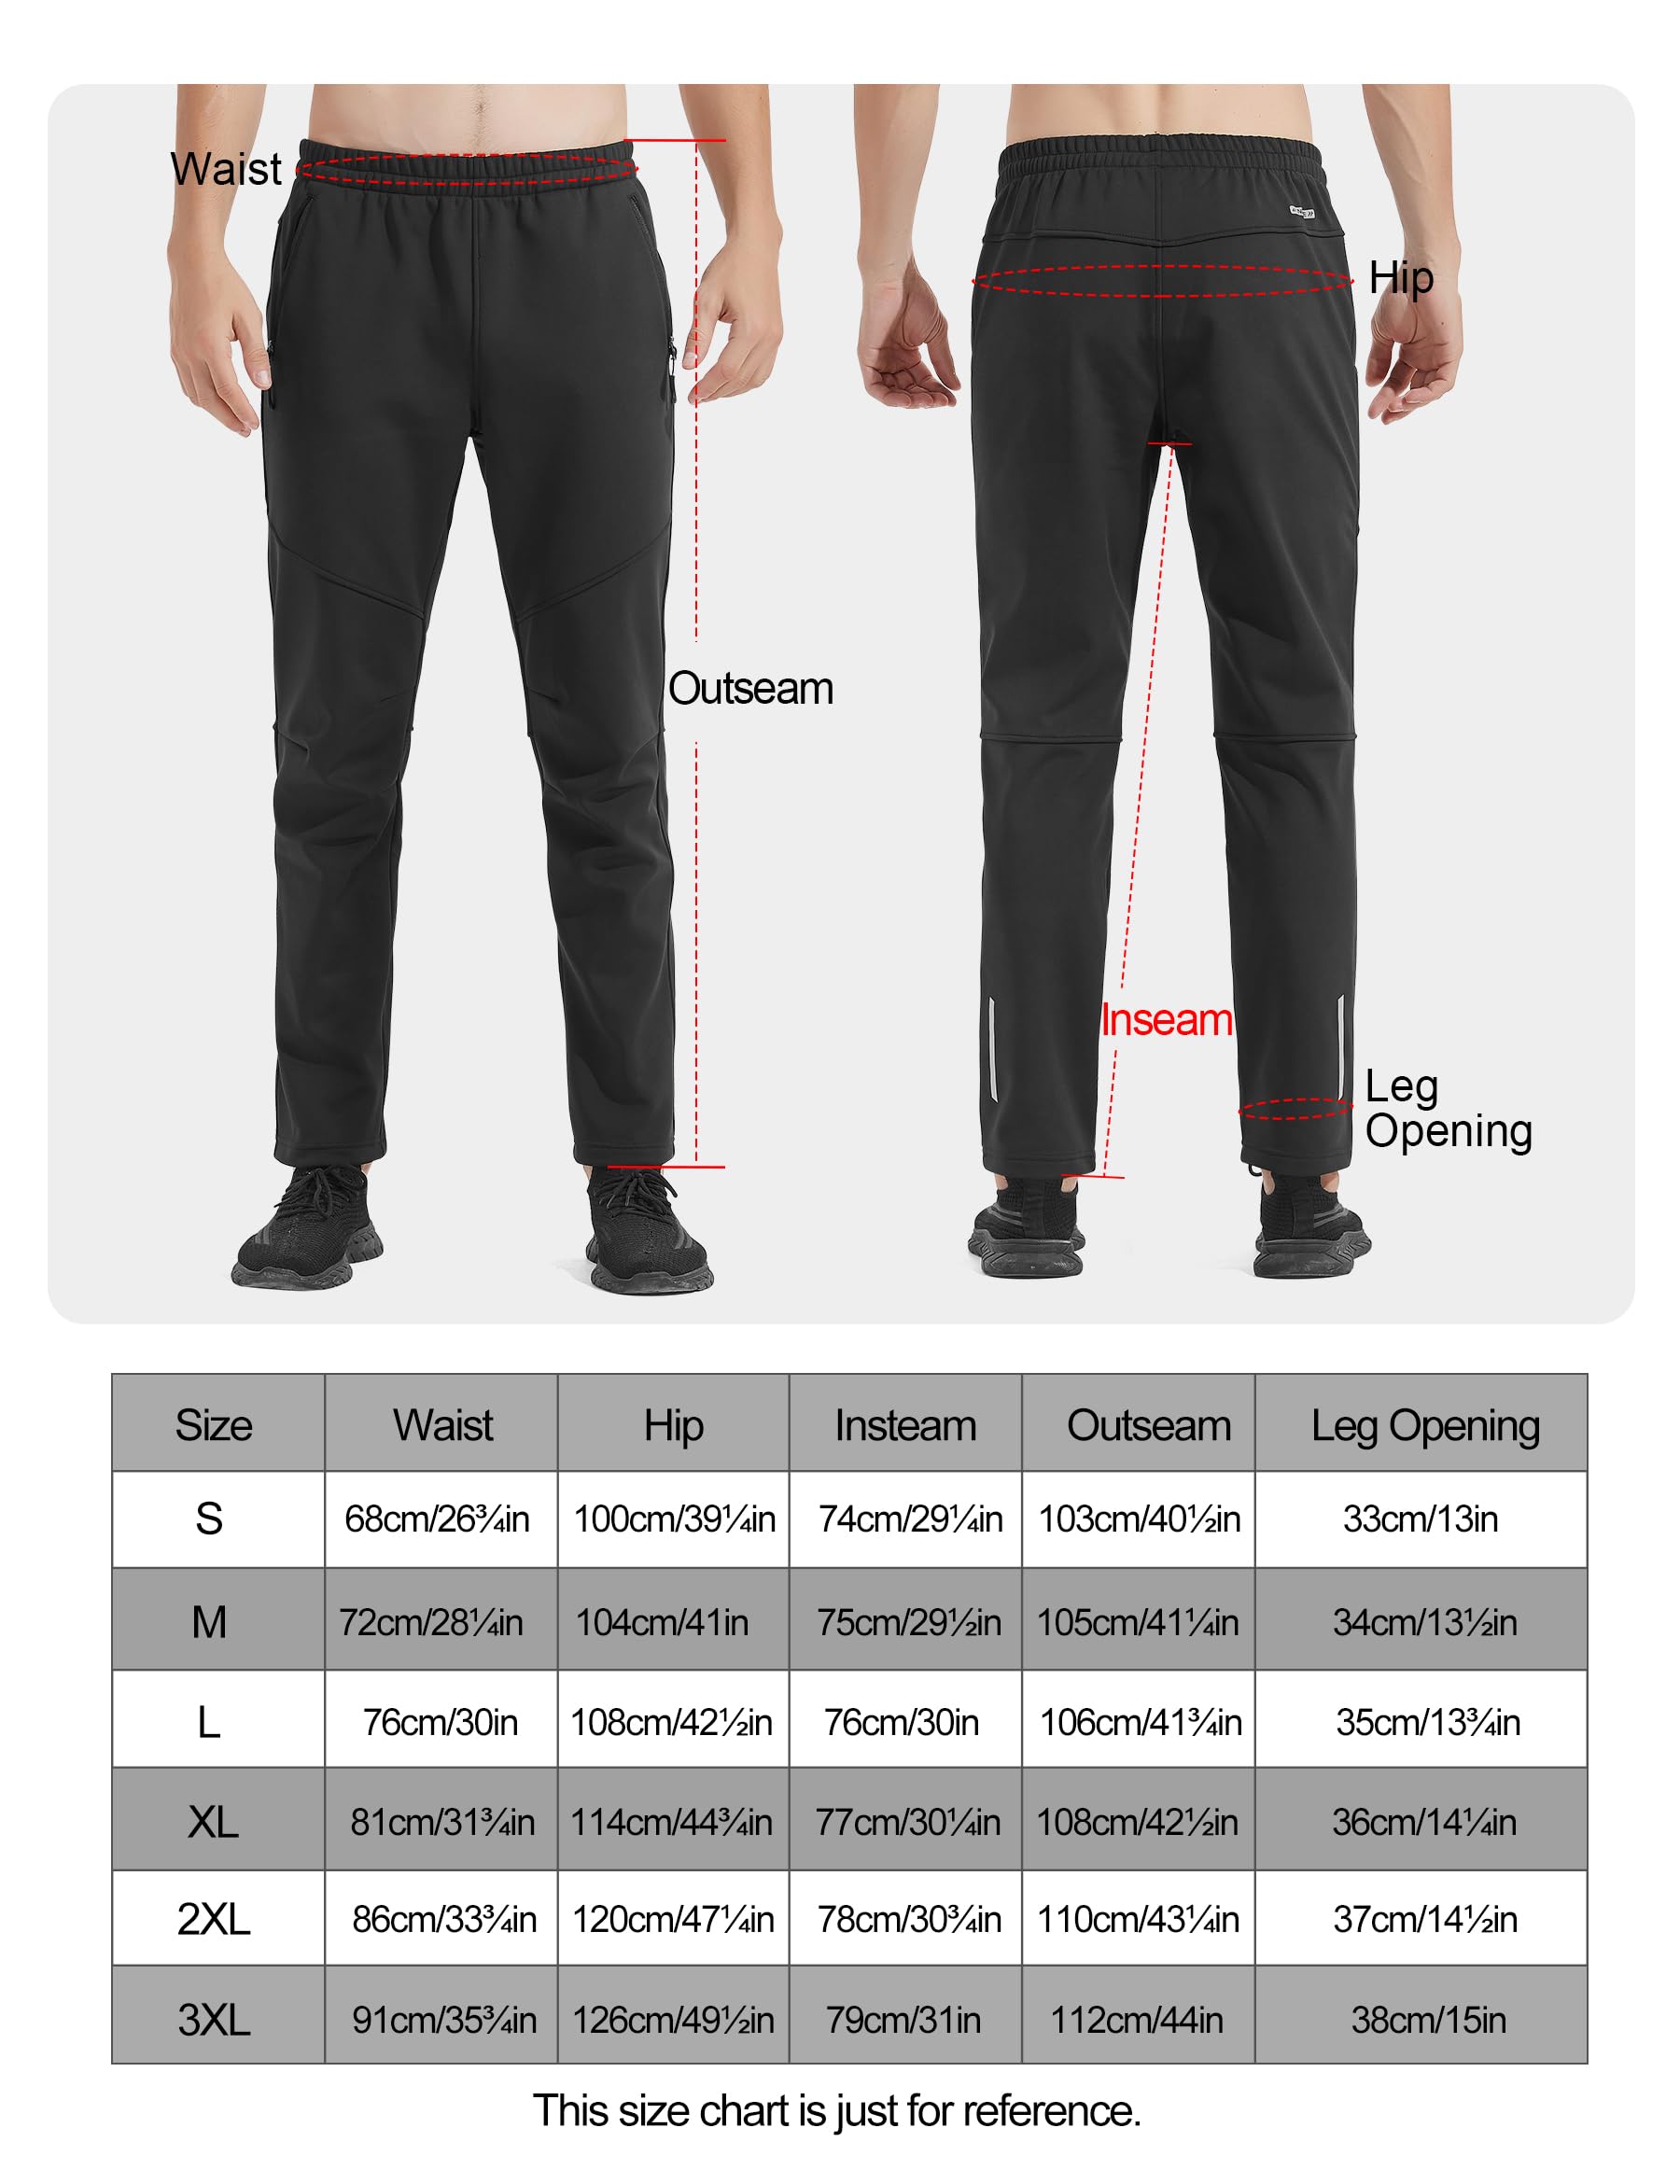 Waist
Hip
Outseam
Inseam
Leg
Opening
Size Waist Hip Insteam Outseam Leg Opening
S 68cm/26¾in 100cm/39¼in 74cm/29¼in 103cm/40½in 33cm/13in
M 72cm/28¼in 104cm/41in 75cm/29½in 105cm/41¼in 34cm/13½in
L 76cm/30in 108cm/42½in 76cm/30in 106cm/41¾in 35cm/13¾in
XL 81cm/31¾in 114cm/44¾in 77cm/30¼in 108cm/42½in 36cm/14¼in
2XL 86cm/33¾in 120cm/47¼in 78cm/30¾in 110cm/43¼in 37cm/14½in
3XL 91cm/35¾in 126cm/49½in 79cm/31in 112cm/44in 38cm/15in
This size chart is just for reference.